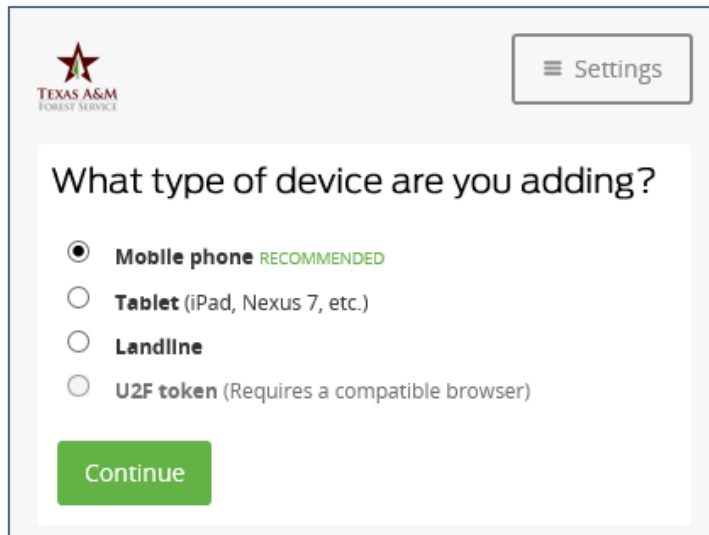 TEXAS A&M
FOREST SERVICE
≡ Settings
What type of device are you adding?
Mobile phone RECOMMENDED
Tablet (iPad, Nexus 7, etc.)
Landline
U2F token (Requires a compatible browser)
Continue